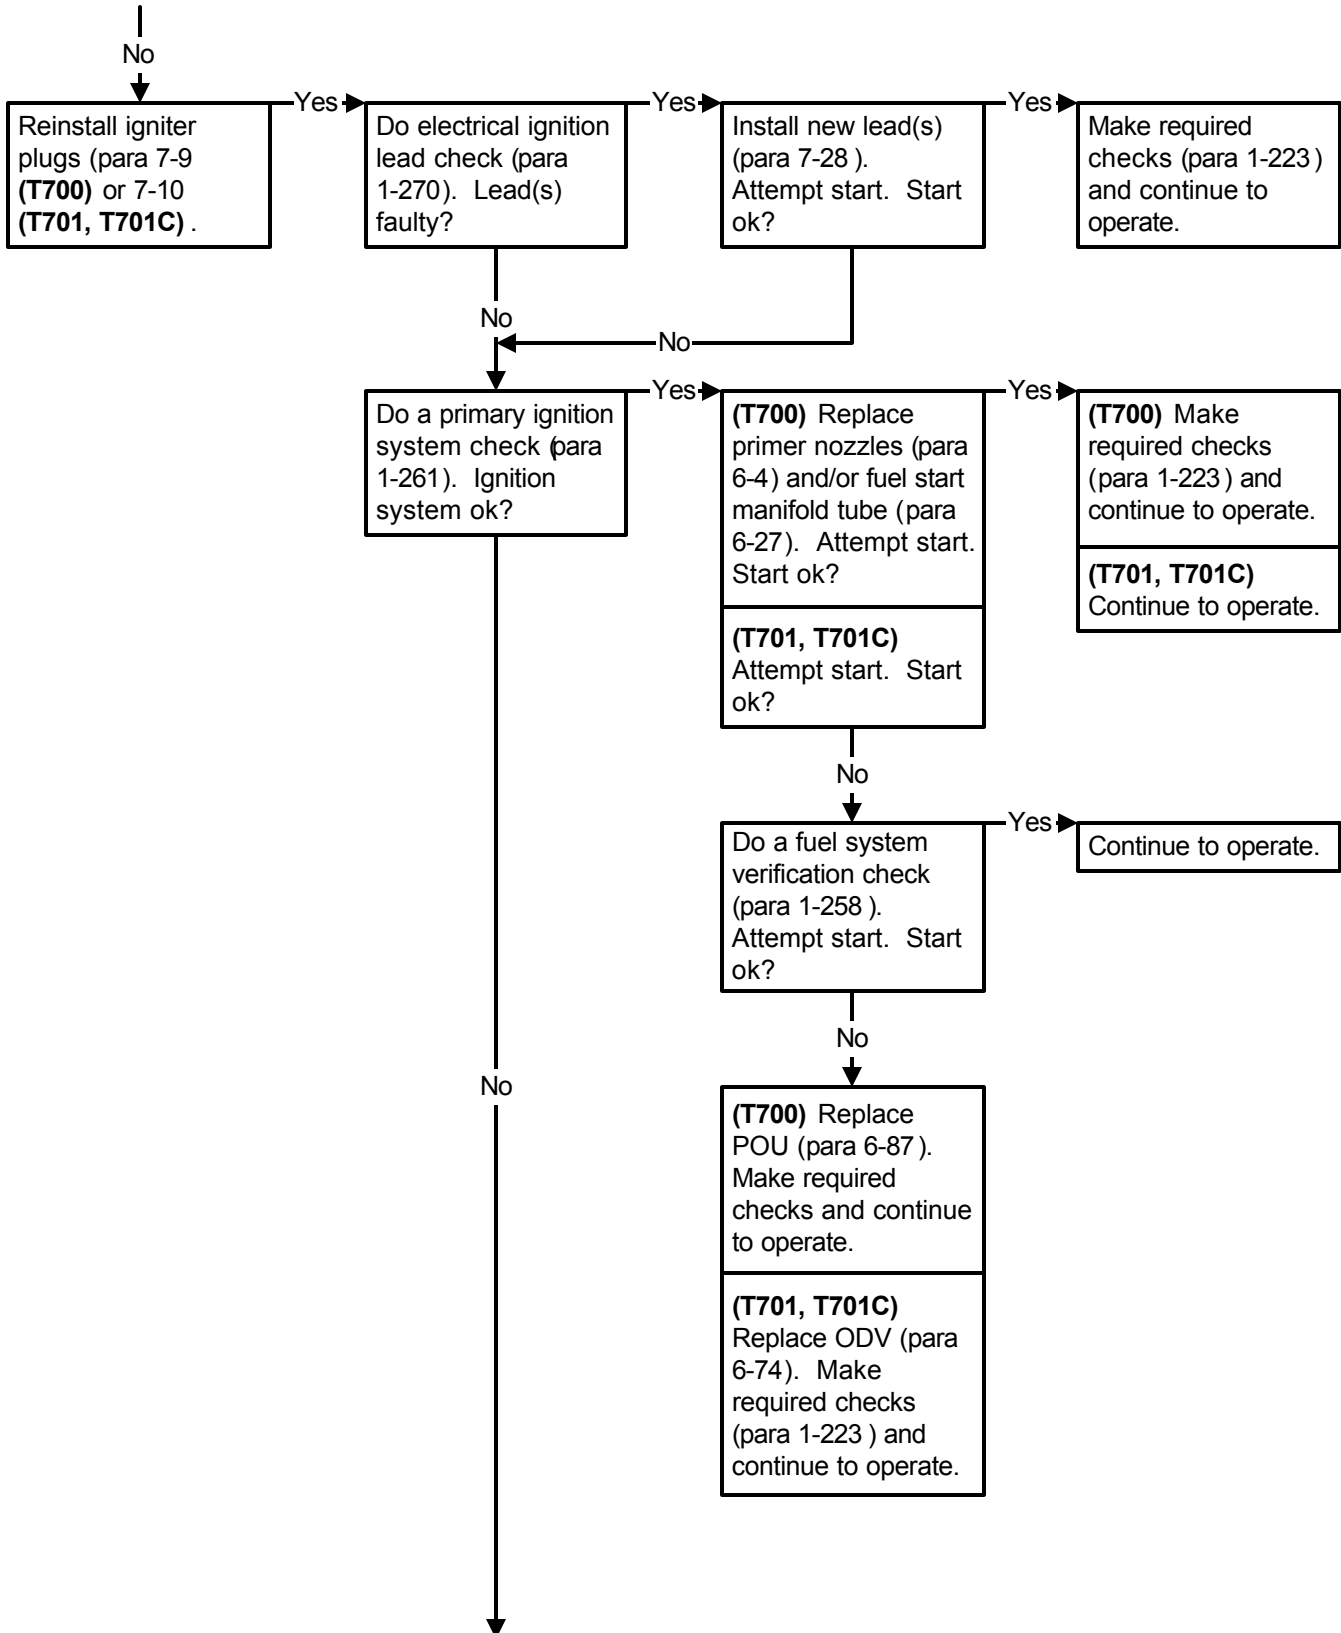 No
Reinstall igniter
plugs (para 7-9
(T700) or 7-10
(T701, T701C) .
Yes
Do electrical ignition
lead check (para
1-270). Lead(s)
faulty?
Yes
Install new lead(s)
(para 7-28 ).
Attempt start. Start
ok?
Yes
Make required
checks (para 1-223 )
and continue to
operate.
No
No
Do a primary ignition
system check (para
1-261). Ignition
system ok?
Yes
(T700) Replace
primer nozzles (para
6-4) and/or fuel start
manifold tube (para
6-27). Attempt start.
Start ok?
(T701, T701C)
Attempt start. Start
ok?
Yes
(T700) Make
required checks
(para 1-223 ) and
continue to operate.
(T701, T701C)
Continue to operate.
No
Do a fuel system
verification check
(para 1-258 ).
Attempt start. Start
ok?
Yes
Continue to operate.
No
No
(T700) Replace
POU (para 6-87 ).
Make required
checks and continue
to operate.
(T701, T701C)
Replace ODV (para
6-74). Make
required checks
(para 1-223 ) and
continue to operate.